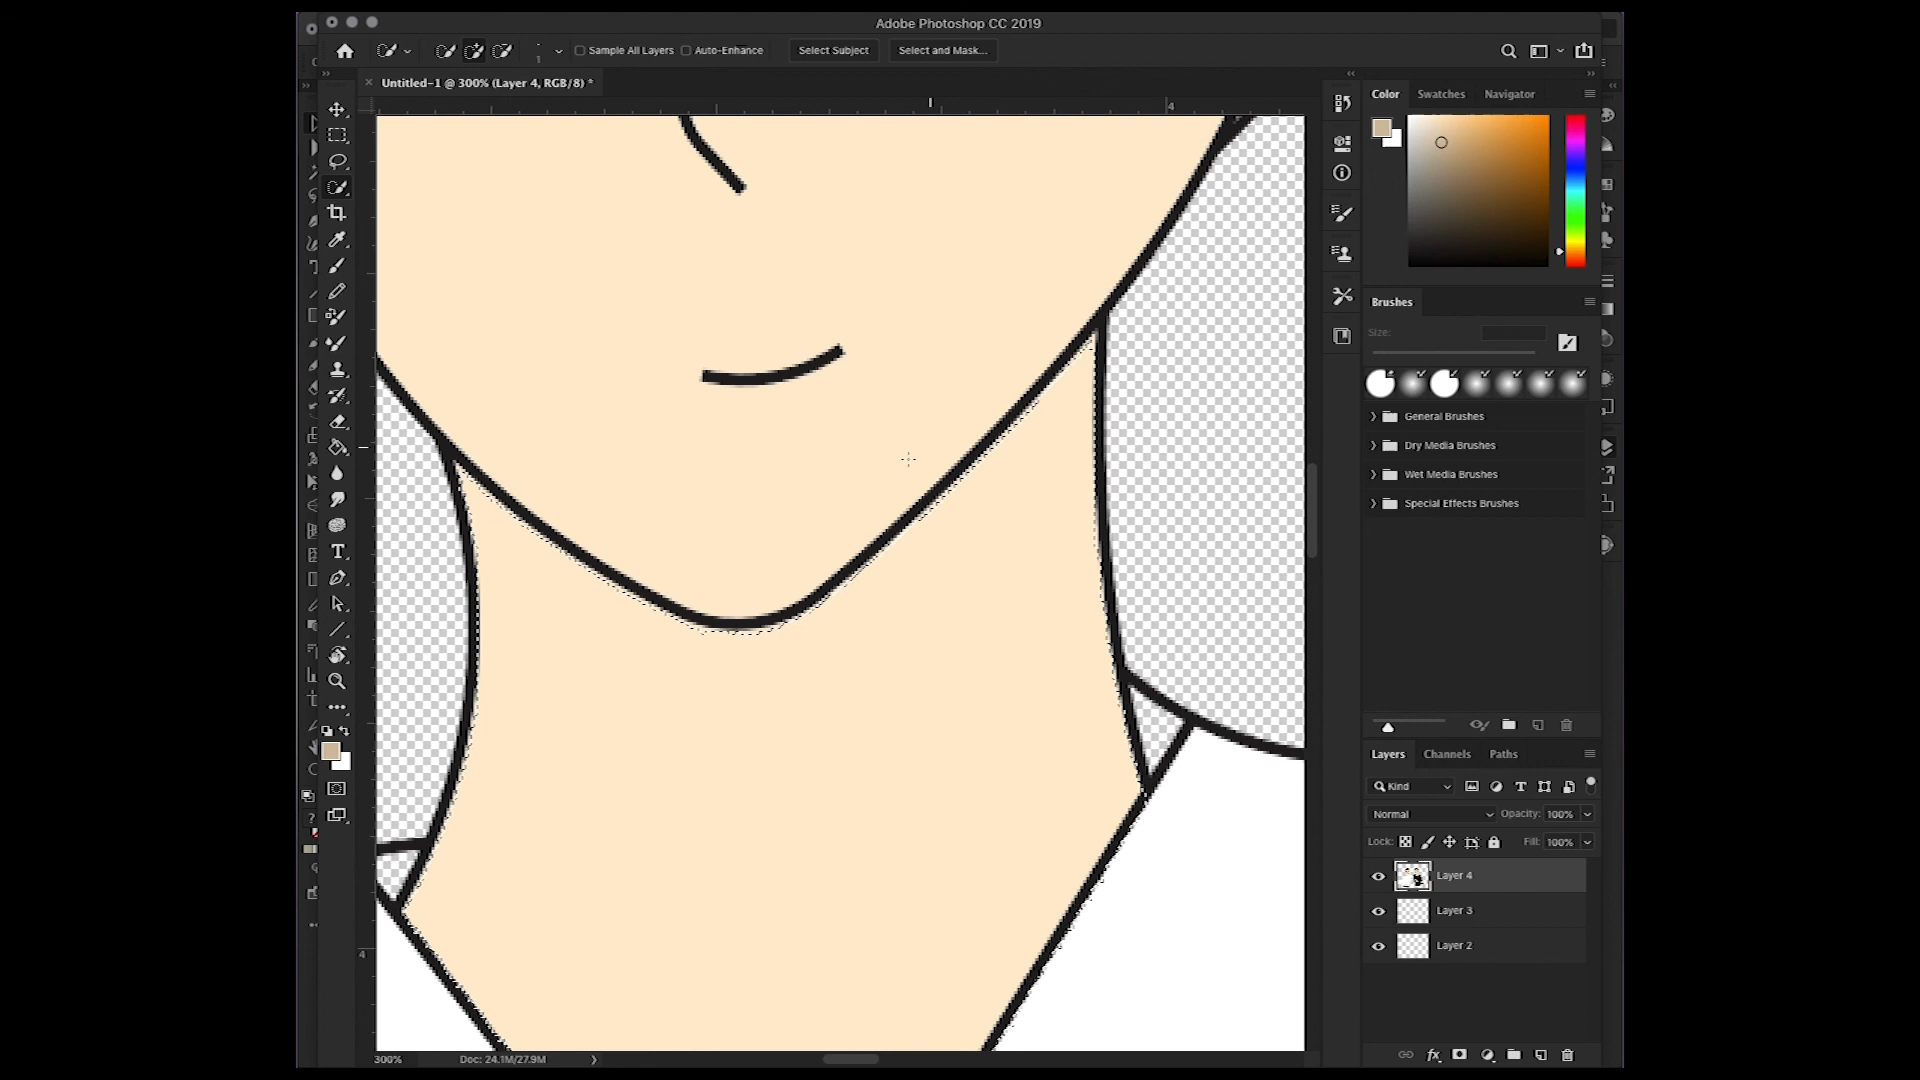 Adobe Photoshop CC 2019
Sample All Layers
Auto-Enhance
Select Subject
Select and Mask...
Untitled-1 @ 300% (Layer 4, RGB/8) *
4
4
Color
Swatches
Navigator
Brushes
Size:
General Brushes
Dry Media Brushes
Wet Media Brushes
Special Effects Brushes
Layers
Channels
Paths
Kind
Normal
Opacity: 100%
Lock:
Fill: 100%
Layer 4
Layer 3
Layer 2
300%
Doc: 24.1M/27.9M